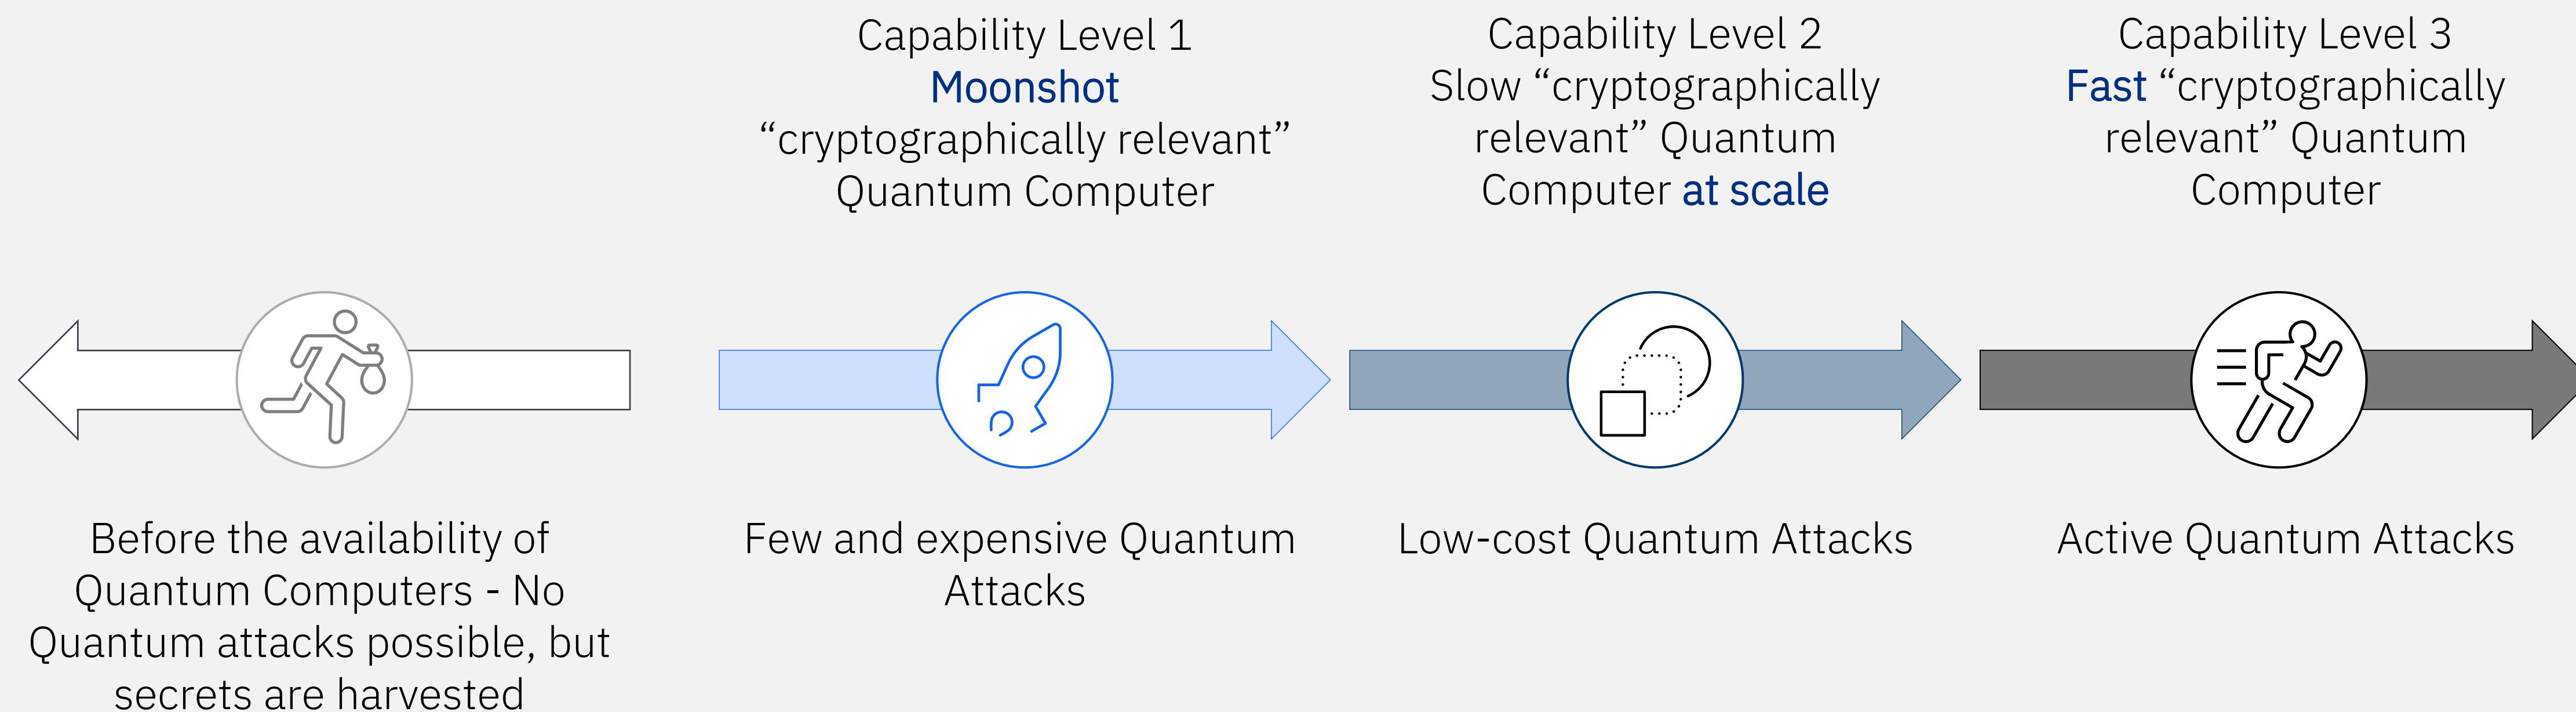 Capability Level 1
Moonshot
“cryptographically relevant”
Quantum Computer
Capability Level 2
Slow “cryptographically
relevant” Quantum
Computer at scale
Capability Level 3
Fast “cryptographically
relevant” Quantum
Computer
Before the availability of
Quantum Computers - No
Quantum attacks possible, but
secrets are harvested
Few and expensive Quantum
Attacks
Low-cost Quantum Attacks
Active Quantum Attacks